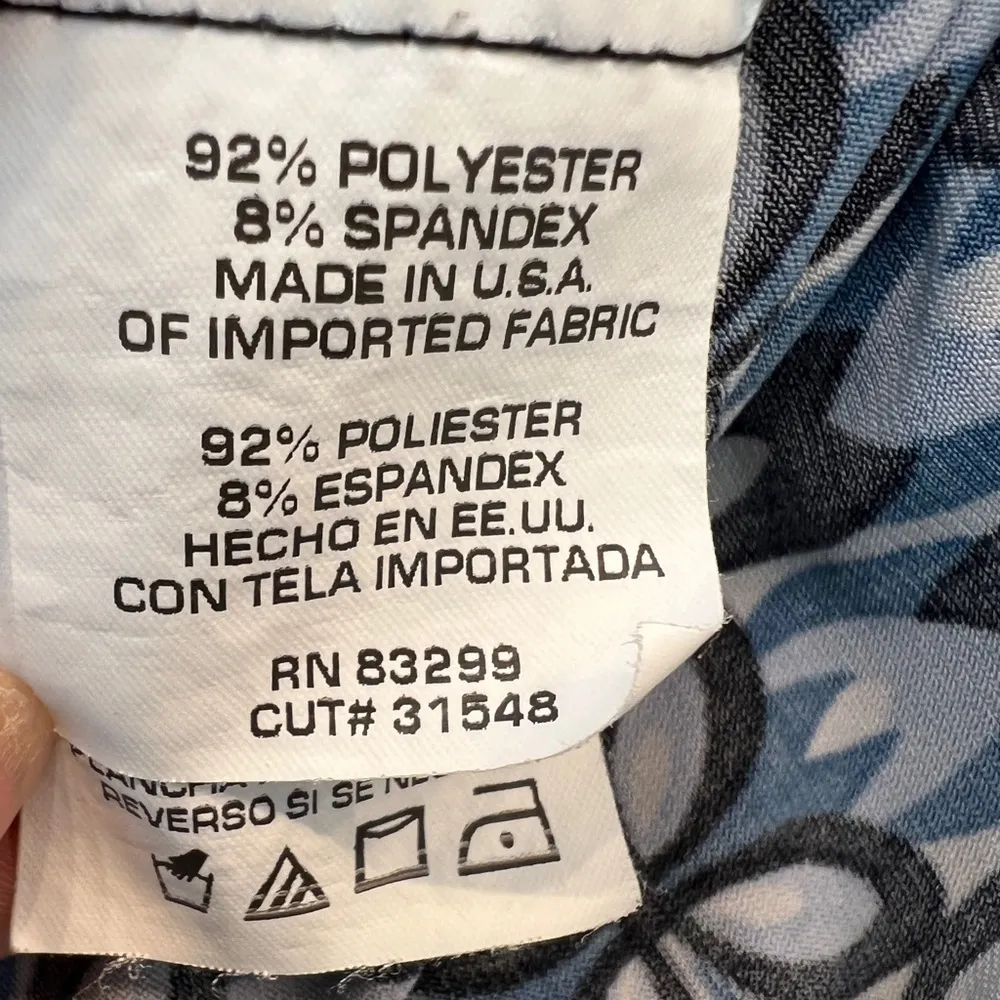 92% POLYESTER
8% SPANDEX
MADE IN U.S.A.
OF IMPORTED FABRIC
92% POLIESTER
8% ESPANDEX
HECHO EN EE.UU.
CON TELA IMPORTADA
RN 83299
CUT# 31548
REVERSO SI SE